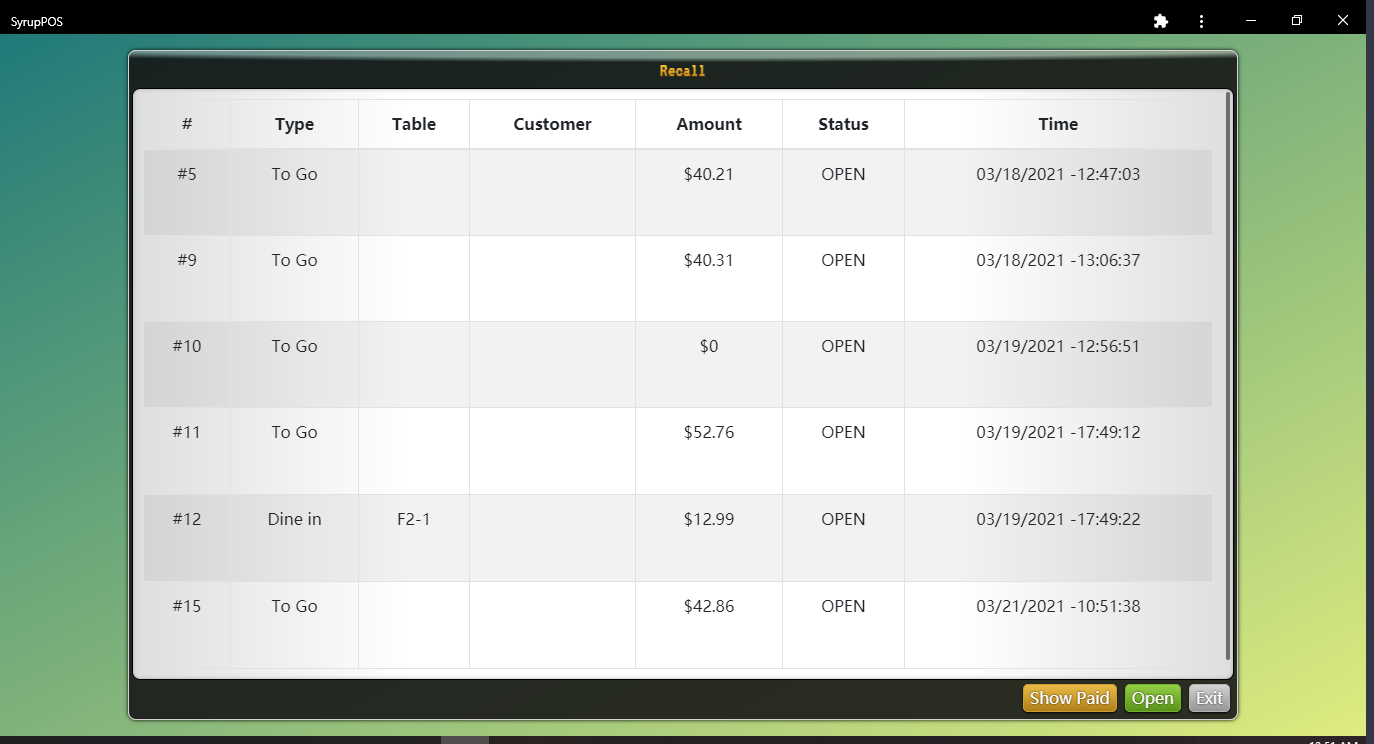 SyrupPOS
Recall
# Type Table Customer Amount Status Time
#5 To Go $40.21 OPEN 03/18/2021 -12:47:03
#9 To Go $40.31 OPEN 03/18/2021 -13:06:37
#10 To Go $0 OPEN 03/19/2021 -12:56:51
#11 To Go $52.76 OPEN 03/19/2021 -17:49:12
#12 Dine in F2-1 $12.99 OPEN 03/19/2021 -17:49:22
#15 To Go $42.86 OPEN 03/21/2021 -10:51:38
Show Paid Open Exit